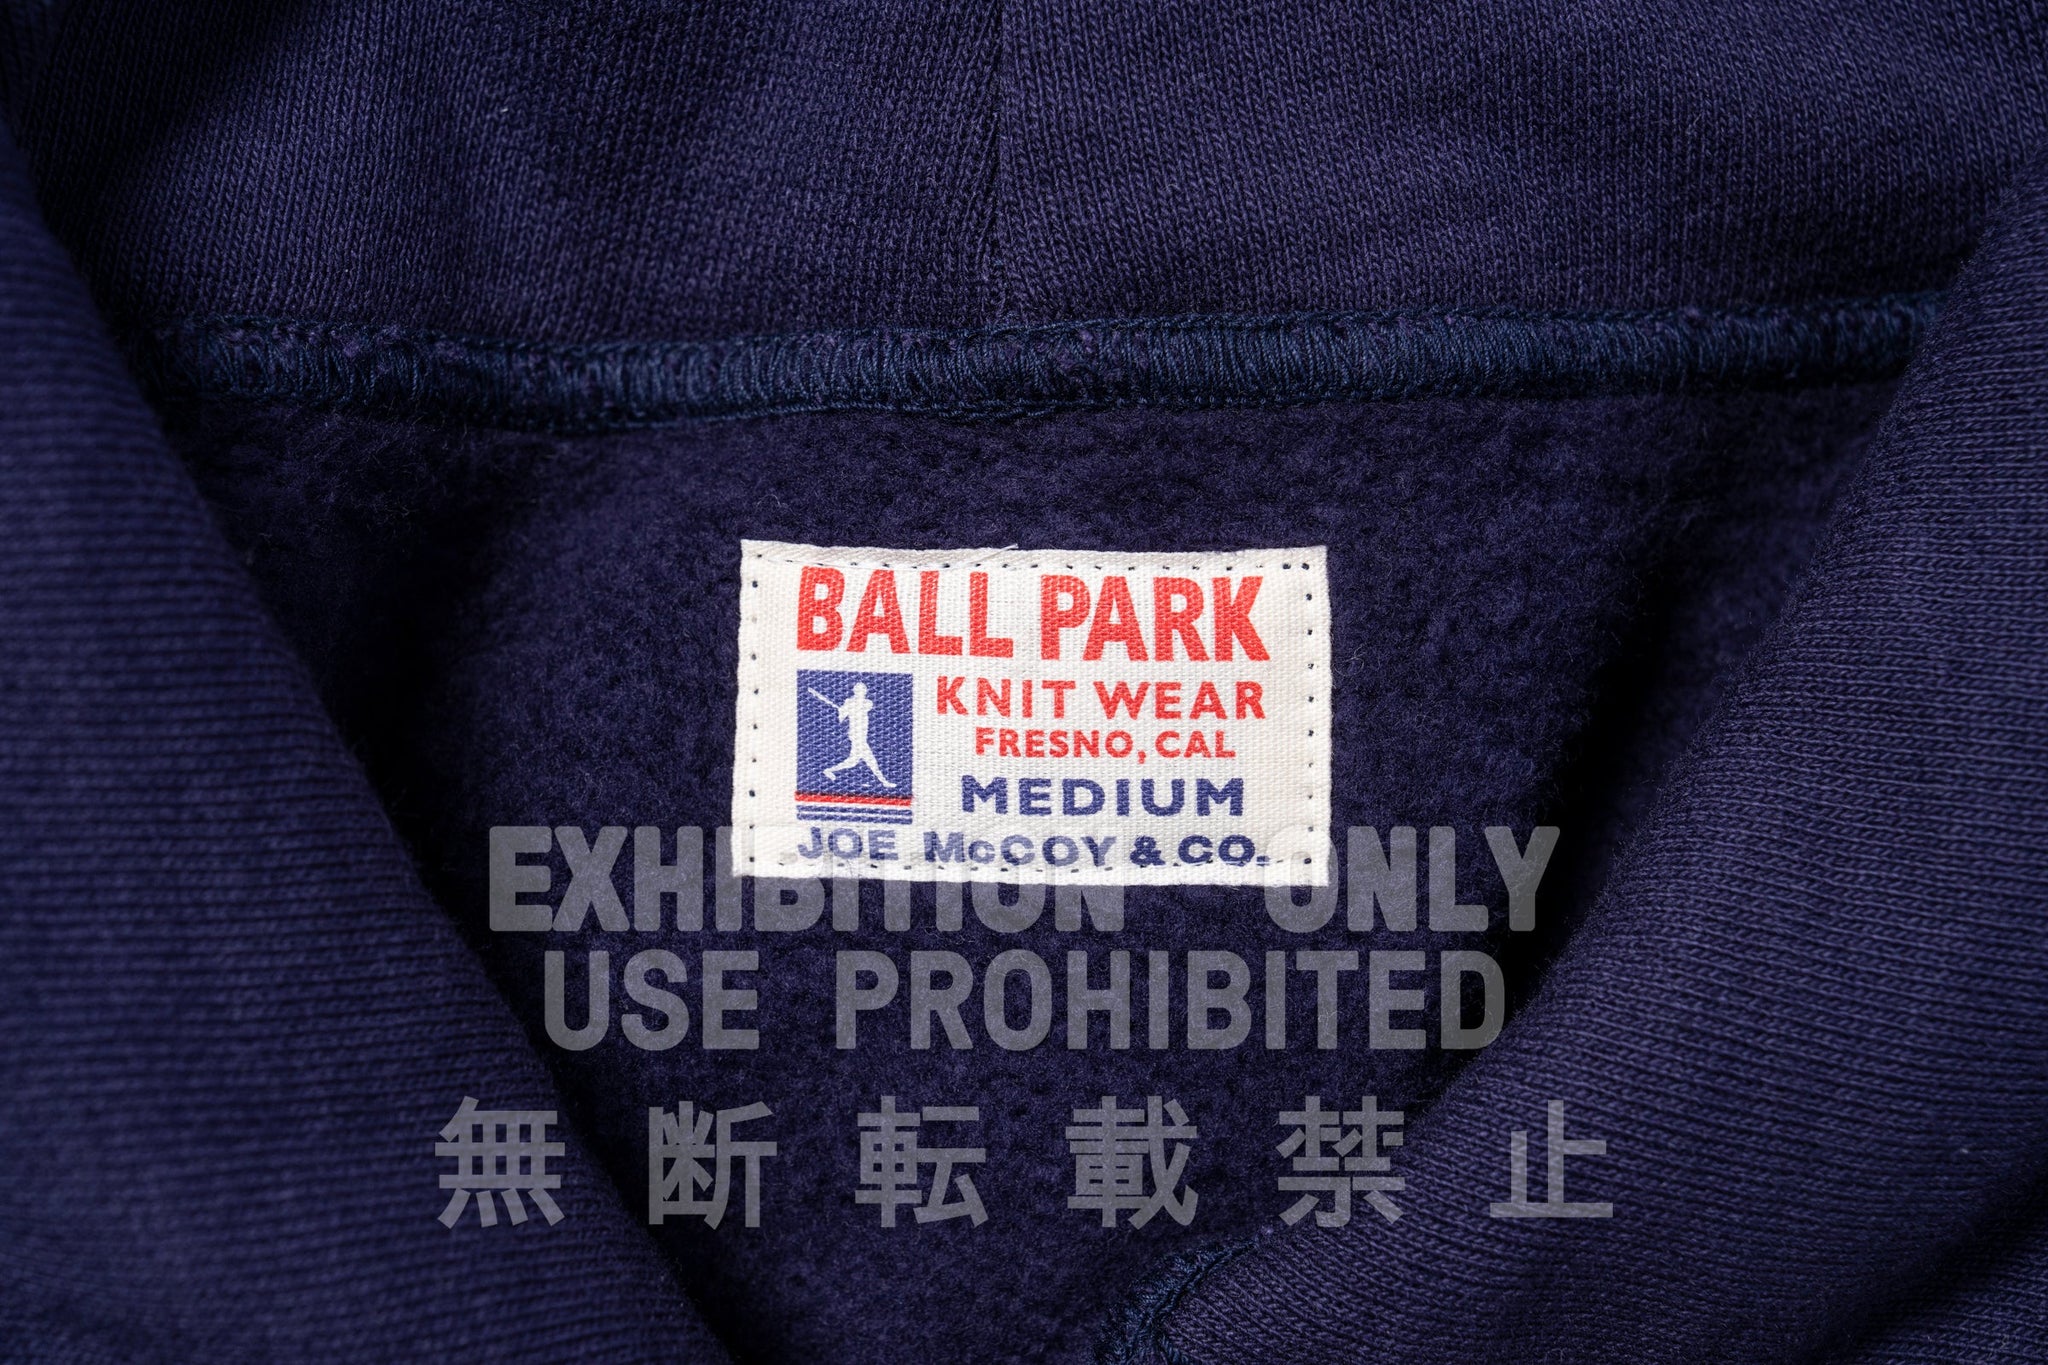 BALL PARK
KNIT WEAR
FRESNO, CAL
MEDIUM
JOE McCOY & CO.
EXHIBITION ONLY
USE PROHIBITED
無断転載禁止